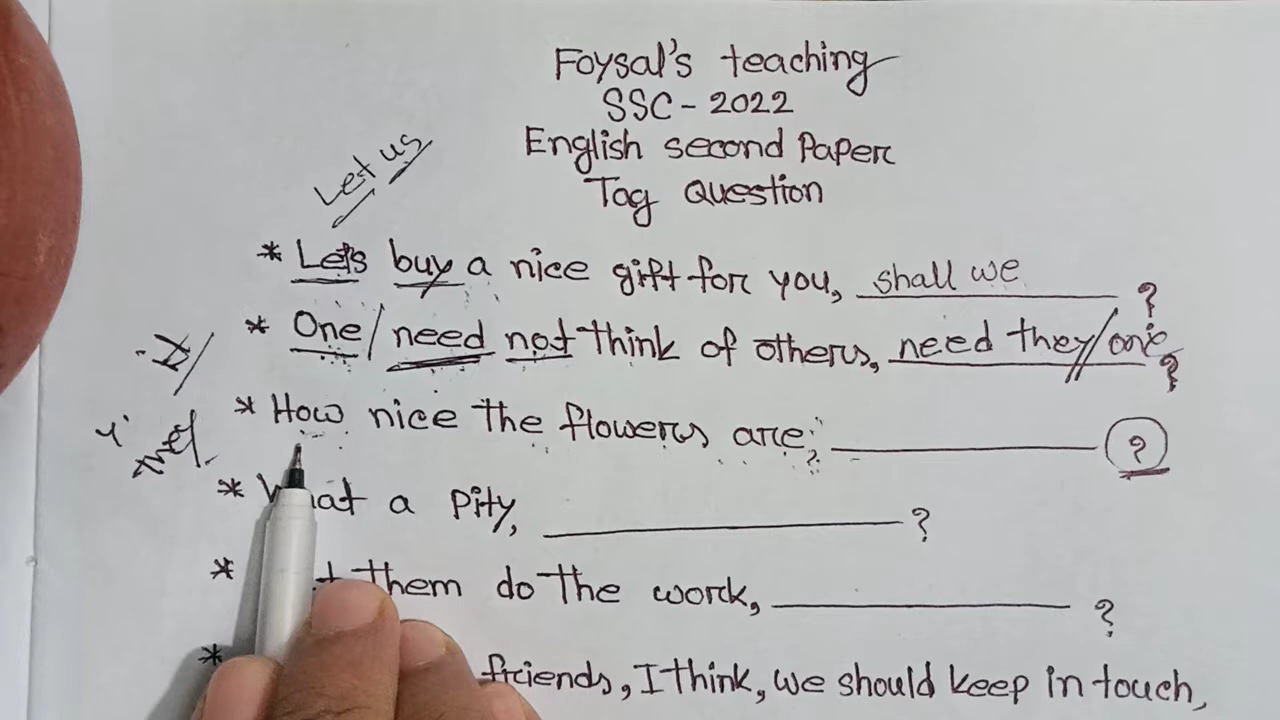 Foysal's teaching
SSC - 2022
English second Paper
Tag Question
Let us
* Let's buy a nice gift for you, shall we ?
* One / need not think of others, need they/one ?
* How nice the flowers are, ?
* What a pity, ?
* them do the work, ?
* friends, I think, we should keep in touch,